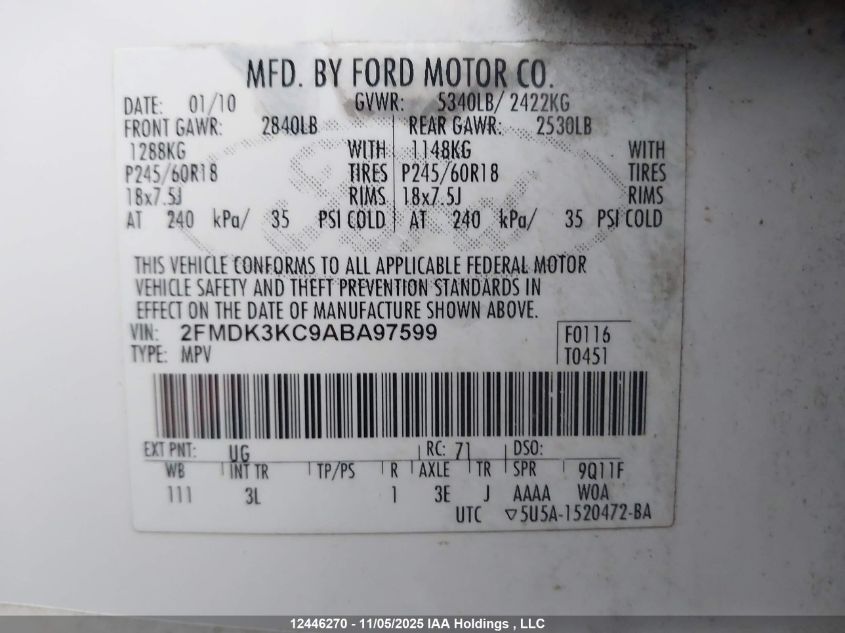 MFD. BY FORD MOTOR CO.
DATE: 01/10 GVWR: 5340LB/ 2422KG
FRONT GAWR: 2840LB REAR GAWR: 2530LB
1288KG WITH 1148KG WITH
P245/60R18 TIRES P245/60R18 TIRES
18x7.5J RIMS 18x7.5J RIMS
AT 240 kPa/ 35 PSI COLD AT 240 kPa/ 35 PSI COLD
THIS VEHICLE CONFORMS TO ALL APPLICABLE FEDERAL MOTOR
VEHICLE SAFETY AND THEFT PREVENTION STANDARDS IN
EFFECT ON THE DATE OF MANUFACTURE SHOWN ABOVE.
VIN: 2FMDK3KC9ABA97599 F0116
TYPE: MPV T0451
EXT PNT: UG RC: 71 DSO:
WB INT TR TP/PS R AXLE TR SPR 9Q11F
111 3L 1 3E J AAAA W0A
UTC ▽5U5A-1520472-BA
12446270 - 11/05/2025 IAA Holdings , LLC